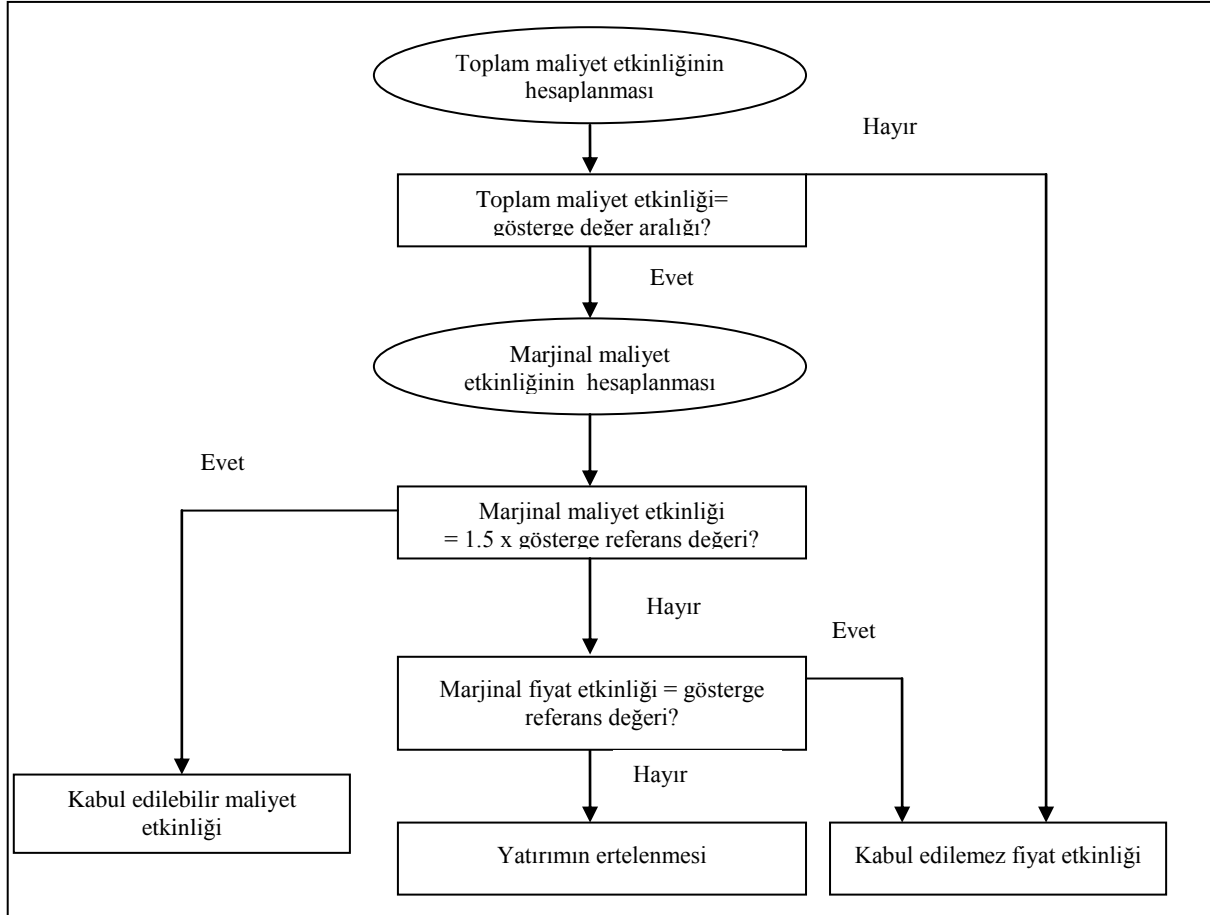 Toplam maliyet etkinliğinin
hesaplanması
Hayır
Toplam maliyet etkinliği=
gösterge değer aralığı?
Evet
Marjinal maliyet
etkinliğinin hesaplanması
Evet
Marjinal maliyet etkinliği
= 1.5 x gösterge referans değeri?
Hayır
Evet
Marjinal fiyat etkinliği = gösterge
referans değeri?
Hayır
Kabul edilebilir maliyet
etkinliği
Yatırımın ertelenmesi
Kabul edilemez fiyat etkinliği